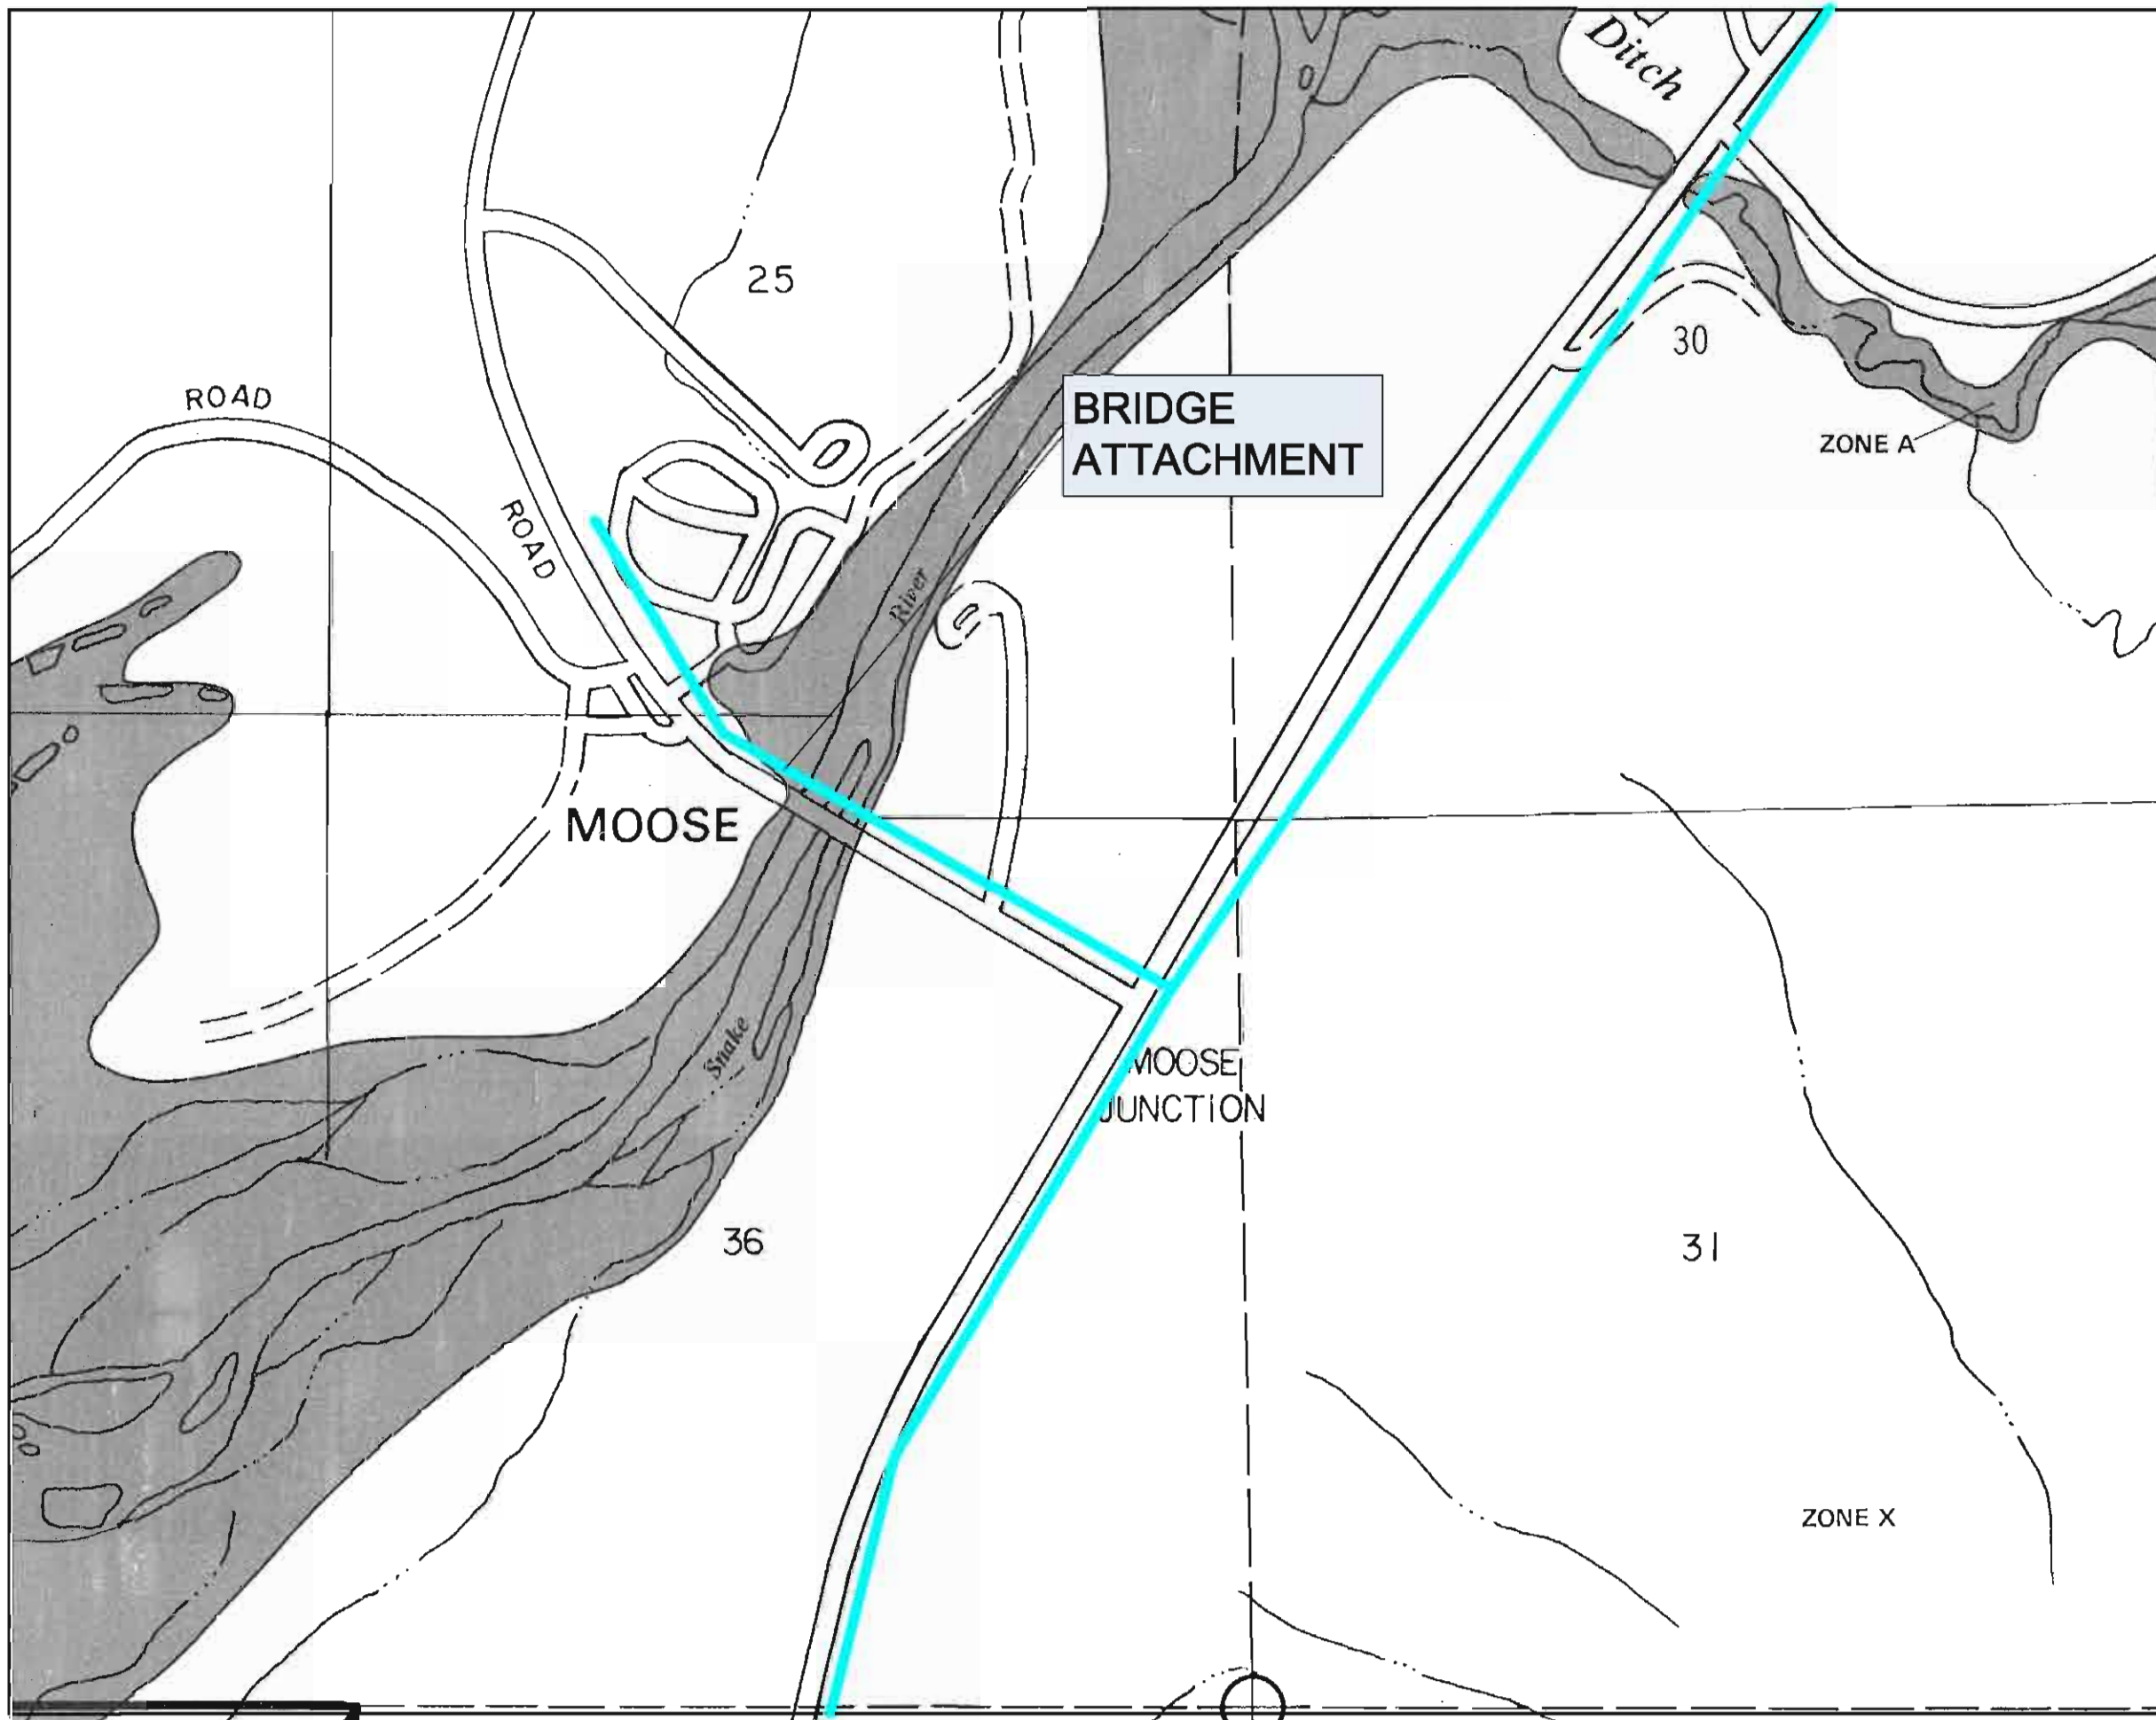 Ditch
25
30
ROAD
BRIDGE
ATTACHMENT
ZONE A
ROAD
River
MOOSE
Snake
MOOSE
JUNCTION
36
31
ZONE X